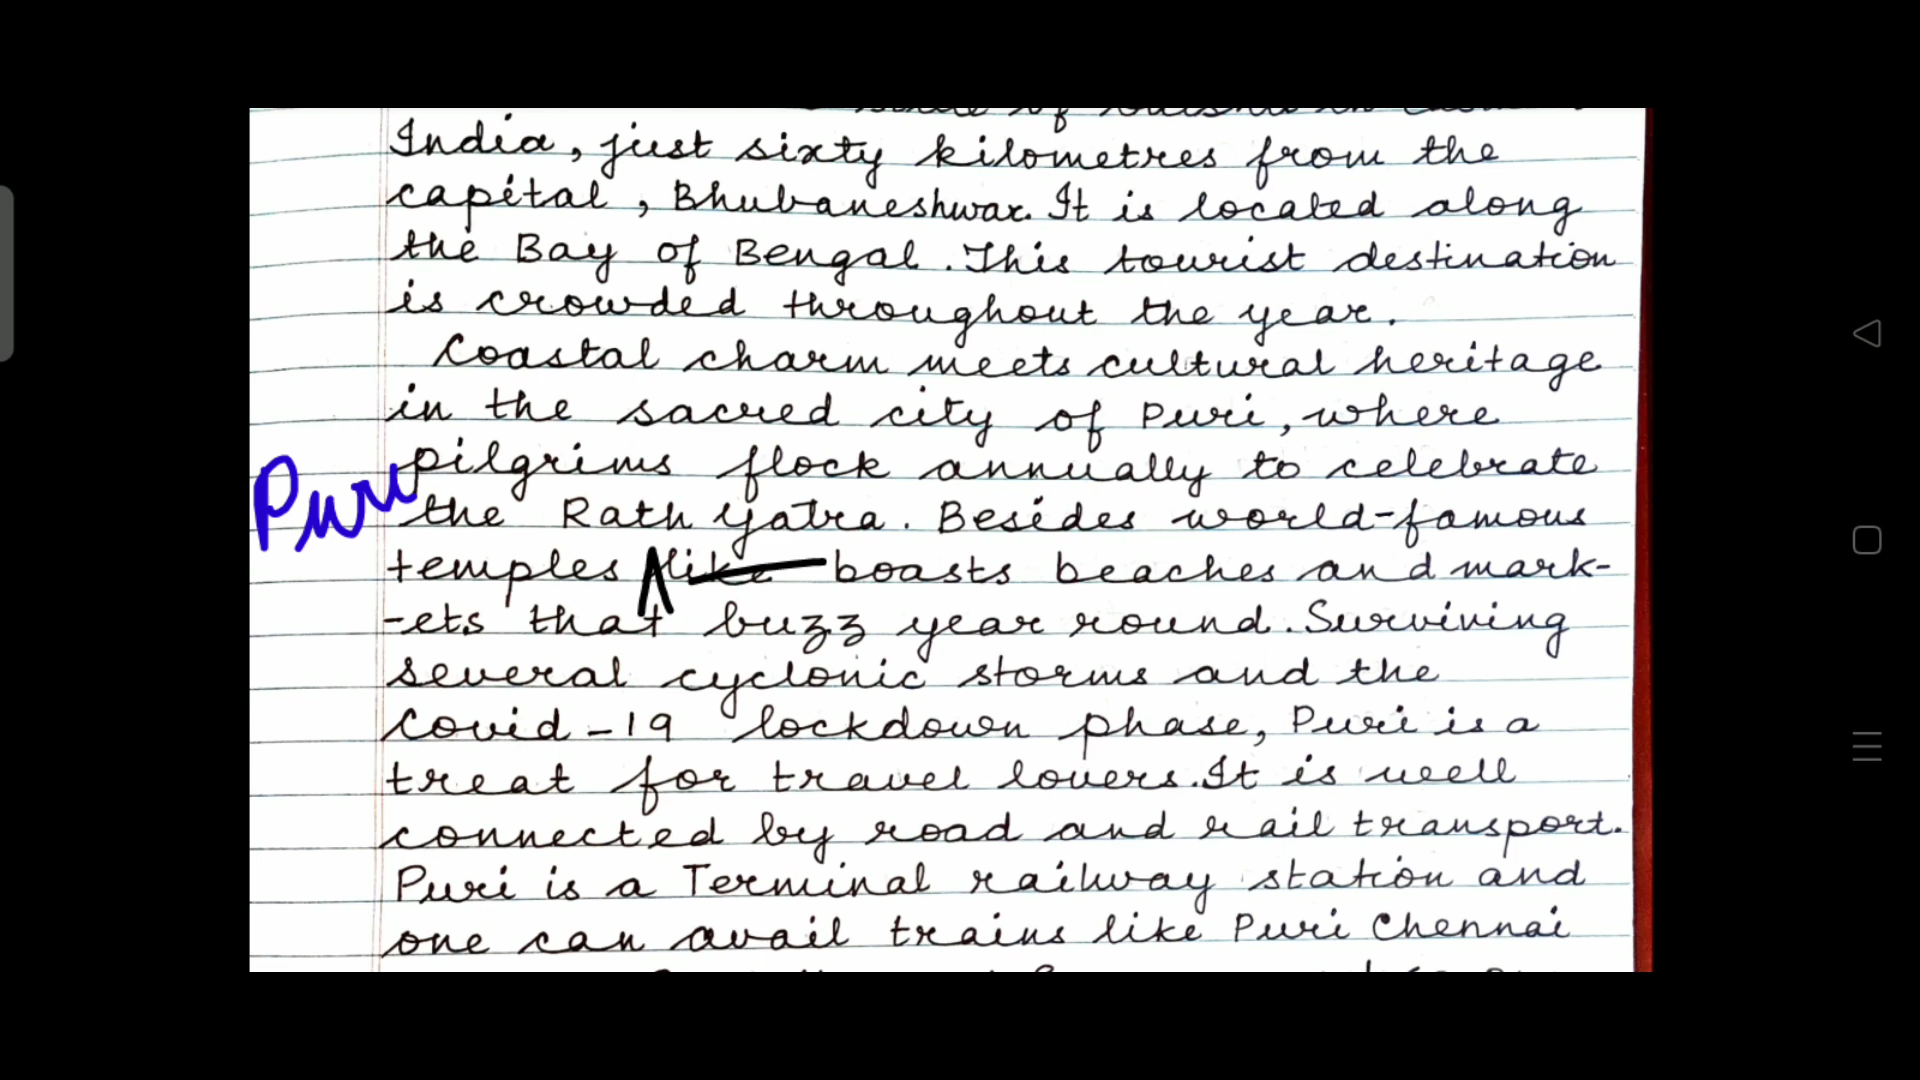 India, just sixty kilometres from the
capital, Bhubaneshwar. It is located along
the Bay of Bengal. This tourist destination
is crowded throughout the year.
Coastal charm meets cultural heritage
in the sacred city of Puri, where
pilgrims flock annually to celebrate
Puri
the Rath Yatra. Besides world-famous
temples like boasts beaches and mark-
-ets that buzz year round. Surviving
several cyclonic storms and the
Covid-19 lockdown phase, Puri is a
treat for travel lovers. It is well
connected by road and rail transport.
Puri is a Terminal railway station and
one can avail trains like Puri Chennai